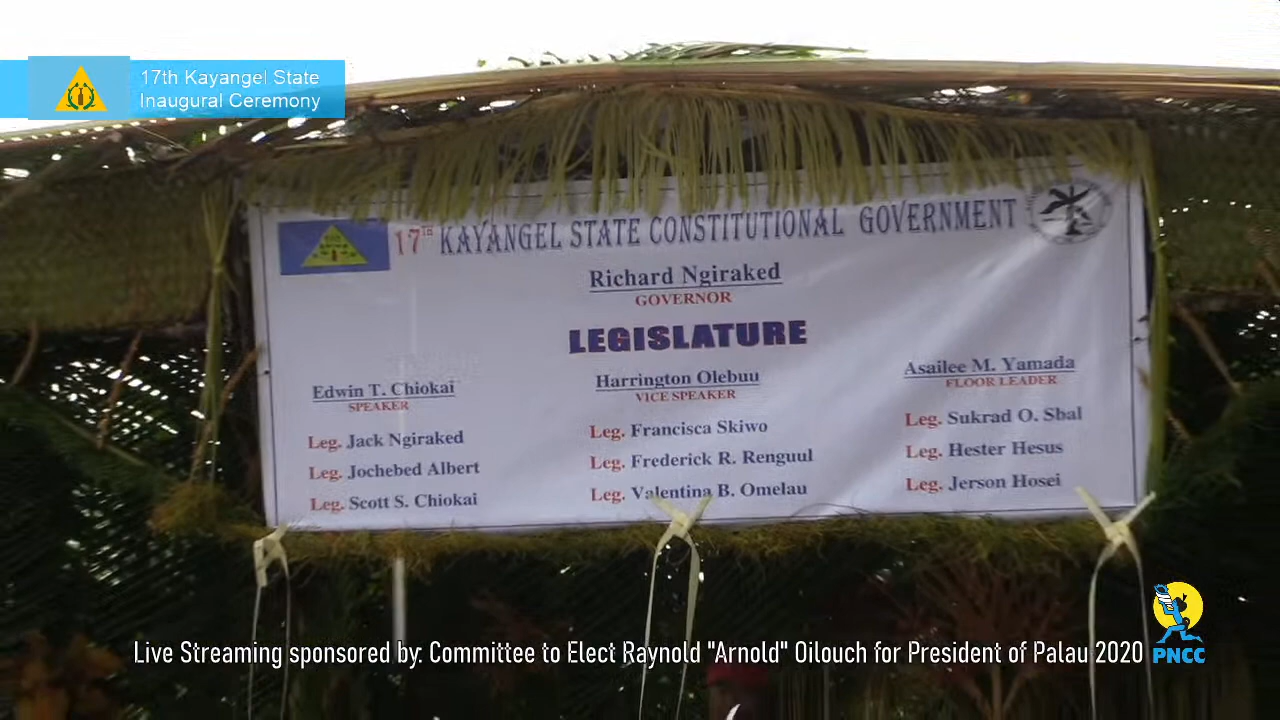 17th Kayangel State
Inaugural Ceremony
17TH KAYANGEL STATE CONSTITUTIONAL GOVERNMENT
Richard Ngiraked
GOVERNOR
LEGISLATURE
Edwin T. Chiokai
SPEAKER
Leg. Jack Ngiraked
Leg. Jochebed Albert
Leg. Scott S. Chiokai
Harrington Olebuu
VICE SPEAKER
Leg. Francisca Skiwo
Leg. Frederick R. Renguul
Leg. Valentina B. Omelau
Asailee M. Yamada
FLOOR LEADER
Leg. Sukrad O. Sbal
Leg. Hester Hesus
Leg. Jerson Hosei
Live Streaming sponsored by: Committee to Elect Raynold "Arnold" Oilouch for President of Palau 2020
PNCC